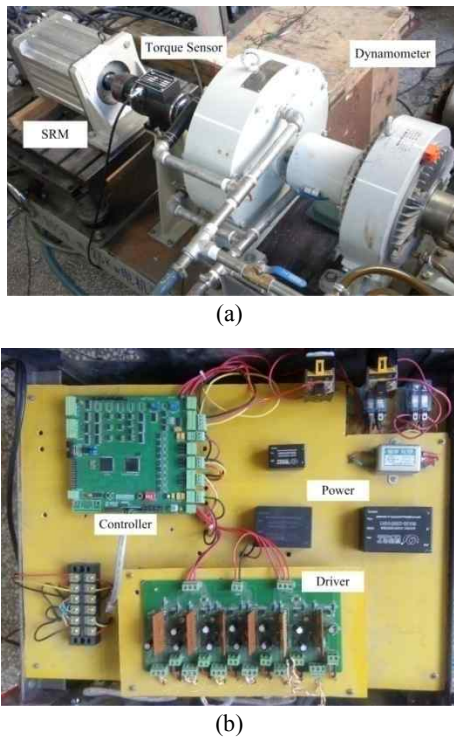 Torque Sensor
Dynamometer
SRM
(a)
Controller
Power
Driver
(b)